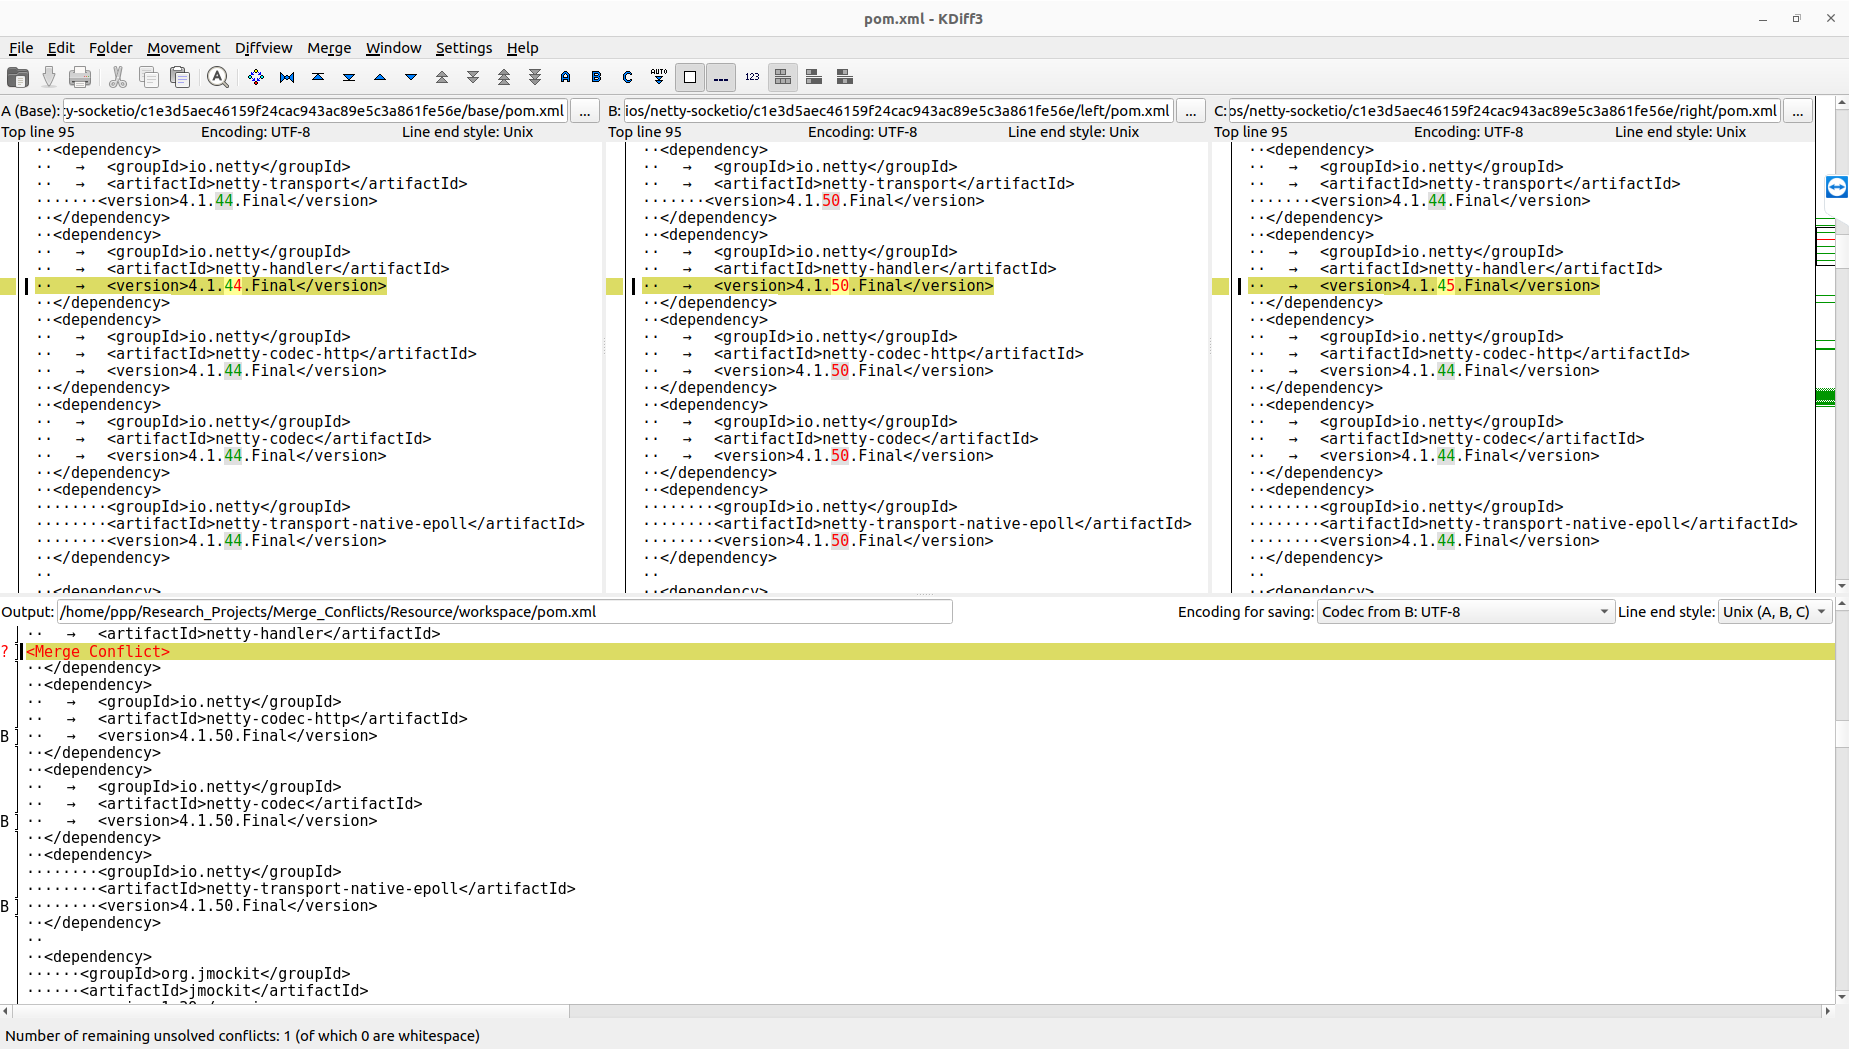 pom.xml - KDiff3
File Edit Folder Movement Diffview Merge Window Settings Help
A B C AUTO 123
A (Base): :y-socketio/c1e3d5aec46159f24cac943ac89e5c3a861fe56e/base/pom.xml ...
Top line 95 Encoding: UTF-8 Line end style: Unix
··<dependency>
·· → <groupId>io.netty</groupId>
·· → <artifactId>netty-transport</artifactId>
·······<version>4.1.44.Final</version>
··</dependency>
··<dependency>
·· → <groupId>io.netty</groupId>
·· → <artifactId>netty-handler</artifactId>
·· → <version>4.1.44.Final</version>
··</dependency>
··<dependency>
·· → <groupId>io.netty</groupId>
·· → <artifactId>netty-codec-http</artifactId>
·· → <version>4.1.44.Final</version>
··</dependency>
··<dependency>
·· → <groupId>io.netty</groupId>
·· → <artifactId>netty-codec</artifactId>
·· → <version>4.1.44.Final</version>
··</dependency>
··<dependency>
········<groupId>io.netty</groupId>
········<artifactId>netty-transport-native-epoll</artifactId>
········<version>4.1.44.Final</version>
··</dependency>
··
··<dependency>
B: ios/netty-socketio/c1e3d5aec46159f24cac943ac89e5c3a861fe56e/left/pom.xml ...
Top line 95 Encoding: UTF-8 Line end style: Unix
··<dependency>
·· → <groupId>io.netty</groupId>
·· → <artifactId>netty-transport</artifactId>
·······<version>4.1.50.Final</version>
··</dependency>
··<dependency>
·· → <groupId>io.netty</groupId>
·· → <artifactId>netty-handler</artifactId>
·· → <version>4.1.50.Final</version>
··</dependency>
··<dependency>
·· → <groupId>io.netty</groupId>
·· → <artifactId>netty-codec-http</artifactId>
·· → <version>4.1.50.Final</version>
··</dependency>
··<dependency>
·· → <groupId>io.netty</groupId>
·· → <artifactId>netty-codec</artifactId>
·· → <version>4.1.50.Final</version>
··</dependency>
··<dependency>
········<groupId>io.netty</groupId>
········<artifactId>netty-transport-native-epoll</artifactId>
········<version>4.1.50.Final</version>
··</dependency>
··
··<dependency>
C: os/netty-socketio/c1e3d5aec46159f24cac943ac89e5c3a861fe56e/right/pom.xml ...
Top line 95 Encoding: UTF-8 Line end style: Unix
··<dependency>
·· → <groupId>io.netty</groupId>
·· → <artifactId>netty-transport</artifactId>
·······<version>4.1.44.Final</version>
··</dependency>
··<dependency>
·· → <groupId>io.netty</groupId>
·· → <artifactId>netty-handler</artifactId>
·· → <version>4.1.45.Final</version>
··</dependency>
··<dependency>
·· → <groupId>io.netty</groupId>
·· → <artifactId>netty-codec-http</artifactId>
·· → <version>4.1.44.Final</version>
··</dependency>
··<dependency>
·· → <groupId>io.netty</groupId>
·· → <artifactId>netty-codec</artifactId>
·· → <version>4.1.44.Final</version>
··</dependency>
··<dependency>
········<groupId>io.netty</groupId>
········<artifactId>netty-transport-native-epoll</artifactId>
········<version>4.1.44.Final</version>
··</dependency>
··
··<dependency>
Output: /home/ppp/Research_Projects/Merge_Conflicts/Resource/workspace/pom.xml Encoding for saving: Codec from B: UTF-8 Line end style: Unix (A, B, C)
·· → <artifactId>netty-handler</artifactId>
? <Merge Conflict>
··</dependency>
··<dependency>
·· → <groupId>io.netty</groupId>
·· → <artifactId>netty-codec-http</artifactId>
B ·· → <version>4.1.50.Final</version>
··</dependency>
··<dependency>
·· → <groupId>io.netty</groupId>
·· → <artifactId>netty-codec</artifactId>
B ·· → <version>4.1.50.Final</version>
··</dependency>
··<dependency>
········<groupId>io.netty</groupId>
········<artifactId>netty-transport-native-epoll</artifactId>
B ········<version>4.1.50.Final</version>
··</dependency>
··
··<dependency>
······<groupId>org.jmockit</groupId>
······<artifactId>jmockit</artifactId>
Number of remaining unsolved conflicts: 1 (of which 0 are whitespace)